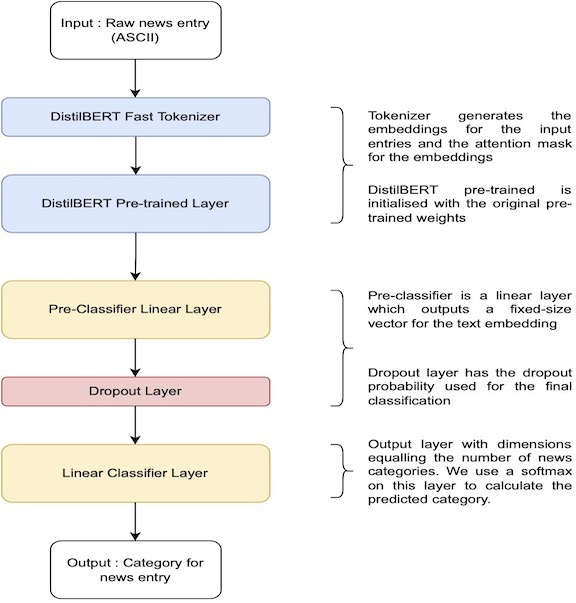 Input : Raw news entry
(ASCII)
DistilBERT Fast Tokenizer
DistilBERT Pre-trained Layer
Tokenizer generates the
embeddings for the input
entries and the attention mask
for the embeddings
DistilBERT pre-trained is
initialised with the original pre-
trained weights
Pre-Classifier Linear Layer
Dropout Layer
Pre-classifier is a linear layer
which outputs a fixed-size
vector for the text embedding
Dropout layer has the dropout
probability used for the final
classification
Linear Classifier Layer
Output layer with dimensions
equalling the number of news
categories. We use a softmax
on this layer to calculate the
predicted category.
Output : Category for
news entry